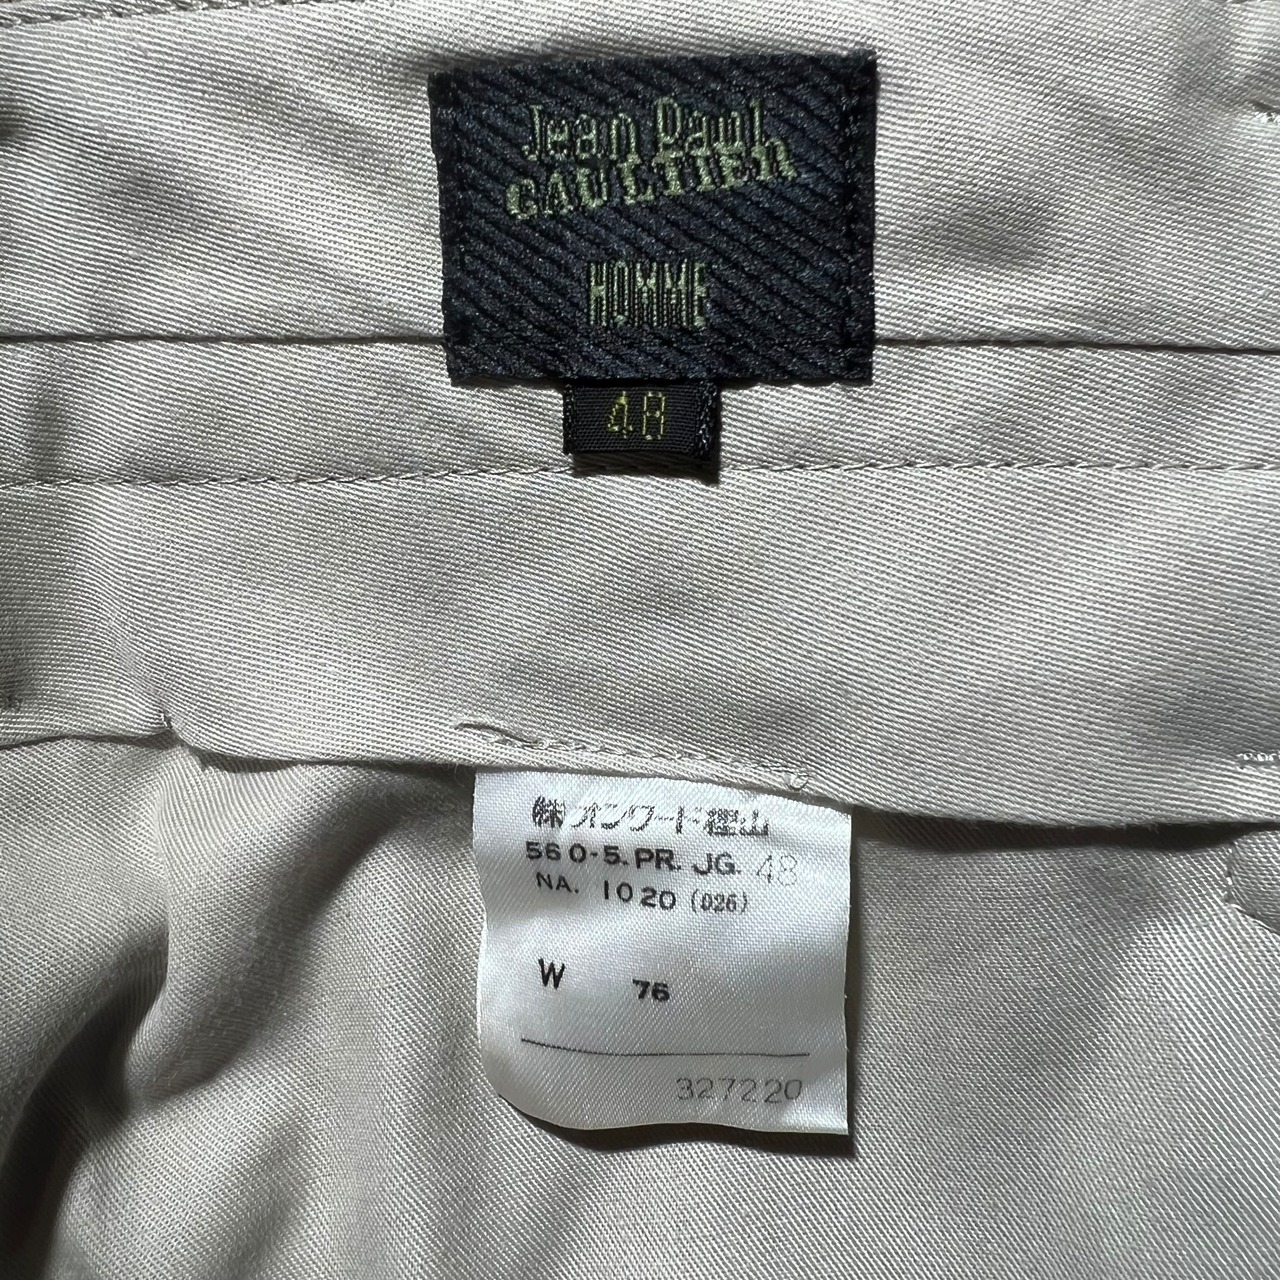 Jean Paul
GAULTIER
HOMME
48
㈱オンワード樫山
560-5.PR.JG.48
NA. 1020 (026)
W 76
327220